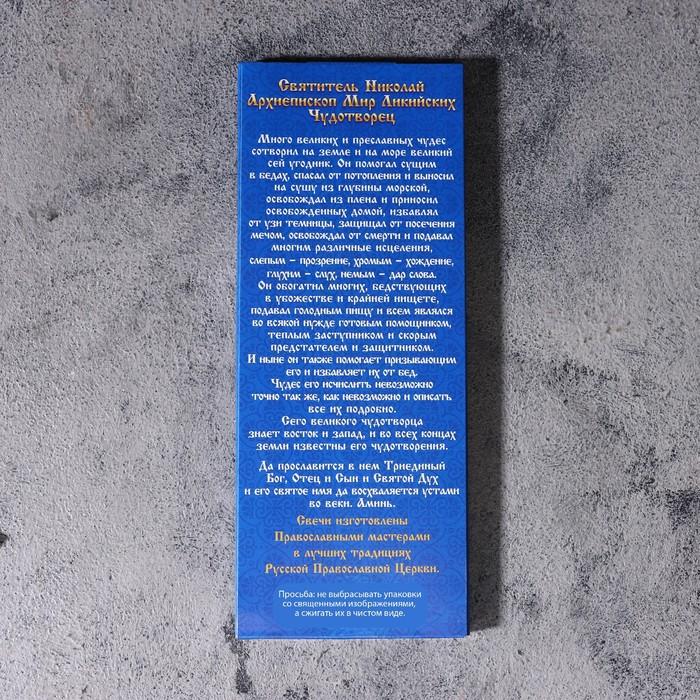 Святитель Николай
Архиепископ Мир Ликийских
Чудотворец
Много великих и преславных чудес
сотворил на земле и на море великий
сей угодник. Он помогал сущим
в бедах, спасал от потопления и выносил
на сушу из глубины морской,
освобождал из плена и приносил
освобожденных домой, избавлял
от узи темницы, защищал от посечения
мечом, освобождал от смерти и подавал
многим различные исцеления,
слепым – прозрение, хромым – хождение,
глухим – слух, немым – дар слова.
Он обогатил многих, бедствующих
в убожестве и крайней нищете,
подавал голодным пищу и всем являлся
во всякой нужде готовым помощником,
теплым заступником и скорым
предстателем и защитником.
И ныне он также помогает призывающим
его и избавляет их от бед.
Чудес его исчислить невозможно
точно так же, как невозможно и описать
все их подробно.
Сего великого чудотворца
знает восток и запад, и во всех концах
земли известны его чудотворения.
Да прославится в нем Триединый
Бог, Отец и Сын и Святой Дух
и его святое имя да восхваляется устами
во веки. Аминь.
Свечи изготовлены
Православными мастерами
в лучших традициях
Русской Православной Церкви.
Просьба: не выбрасывать упаковки
со священными изображениями,
а сжигать их в чистом виде.